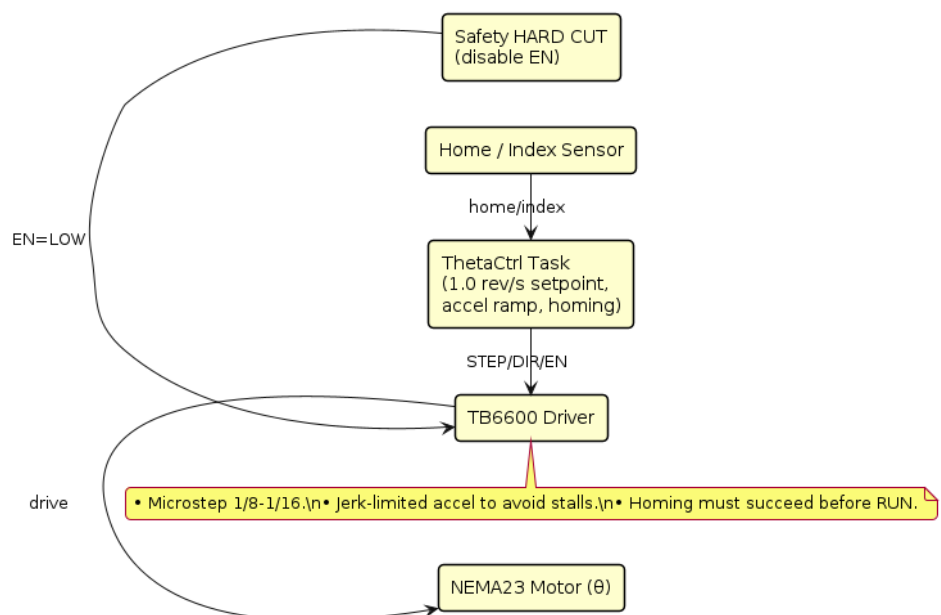 Safety HARD CUT
(disable EN)
Home / Index Sensor
home/index
EN=LOW
ThetaCtrl Task
(1.0 rev/s setpoint,
accel ramp, homing)
STEP/DIR/EN
TB6600 Driver
drive
• Microstep 1/8-1/16.\n• Jerk-limited accel to avoid stalls.\n• Homing must succeed before RUN.
NEMA23 Motor (θ)